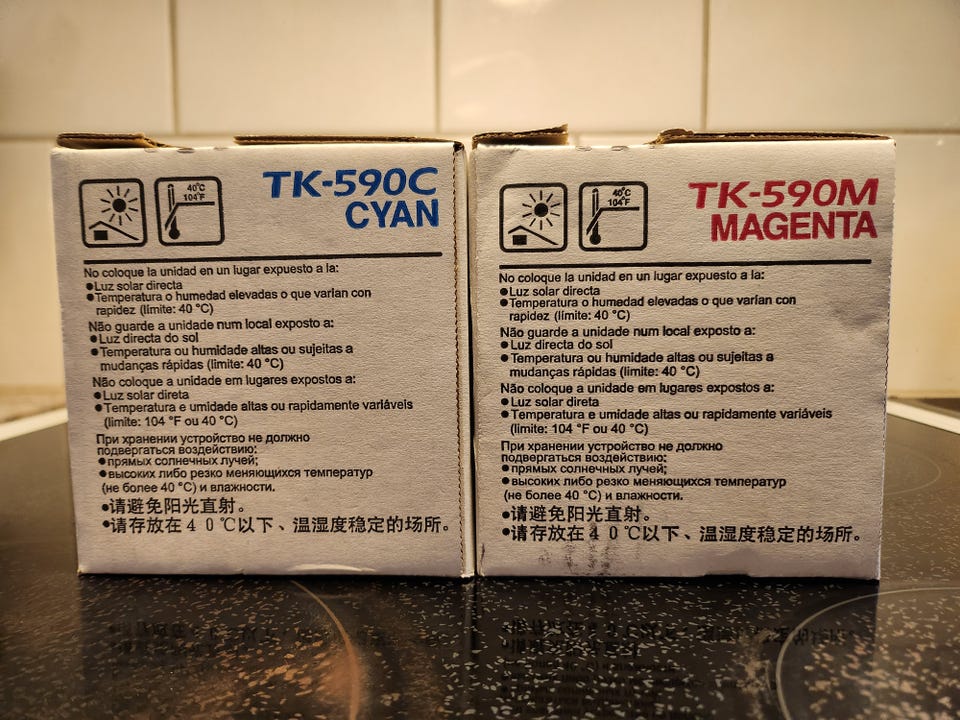 40°C
104°F
TK-590C
CYAN
No coloque la unidad en un lugar expuesto a la:
●Luz solar directa
●Temperatura o humedad elevadas o que varían con
rapidez (límite: 40 °C)
Não guarde a unidade num local exposto a:
●Luz directa do sol
●Temperatura ou humidade altas ou sujeitas a
mudanças rápidas (limite: 40 °C)
Não coloque a unidade em lugares expostos a:
●Luz solar direta
●Temperatura e umidade altas ou rapidamente variáveis
(limite: 104 °F ou 40 °C)
При хранении устройство не должно
подвергаться воздействию:
●прямых солнечных лучей;
●высоких либо резко меняющихся температур
(не более 40 °C) и влажности.
●请避免阳光直射。
●请存放在40℃以下、温湿度稳定的场所。
40°C
104°F
TK-590M
MAGENTA
No coloque la unidad en un lugar expuesto a la:
●Luz solar directa
●Temperatura o humedad elevadas o que varían con
rapidez (límite: 40 °C)
Não guarde a unidade num local exposto a:
●Luz directa do sol
●Temperatura ou humidade altas ou sujeitas a
mudanças rápidas (limite: 40 °C)
Não coloque a unidade em lugares expostos a:
●Luz solar direta
●Temperatura e umidade altas ou rapidamente variáveis
(limite: 104 °F ou 40 °C)
При хранении устройство не должно
подвергаться воздействию:
●прямых солнечных лучей;
●высоких либо резко меняющихся температур
(не более 40 °C) и влажности.
●请避免阳光直射。
●请存放在40℃以下、温湿度稳定的场所。